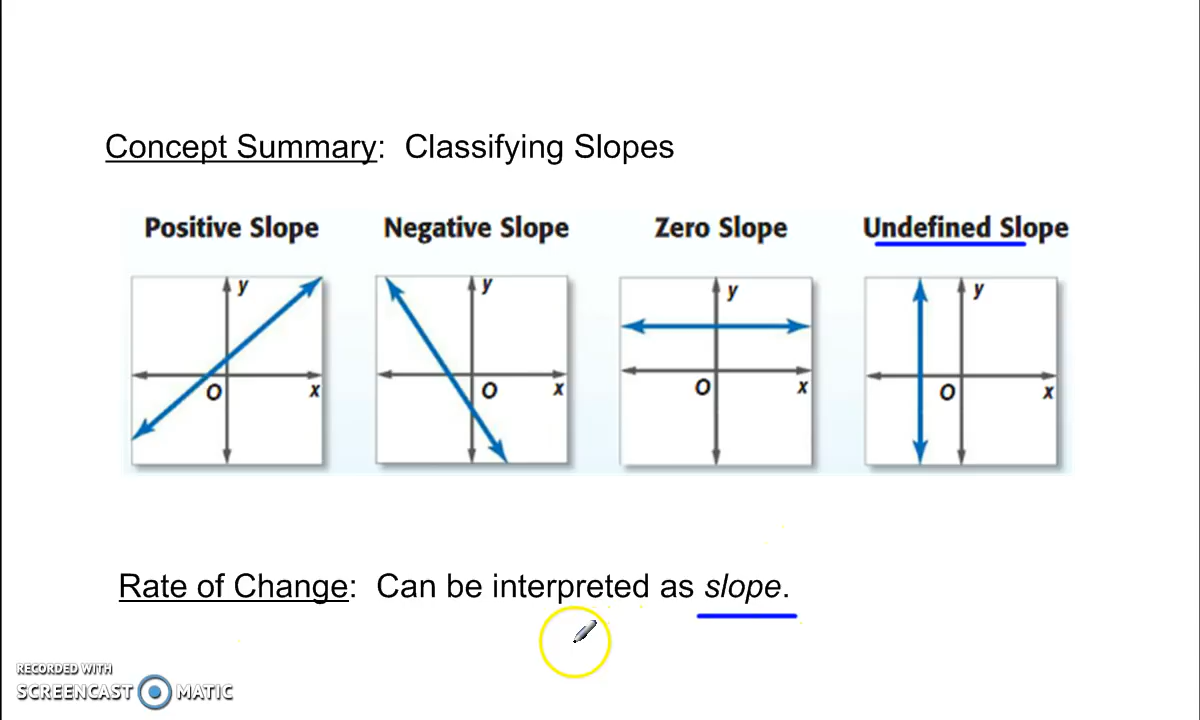 Concept Summary: Classifying Slopes
Positive Slope Negative Slope Zero Slope Undefined Slope
y y y y
O x O x O x O x
Rate of Change: Can be interpreted as slope.
RECORDED WITH
SCREENCAST MATIC